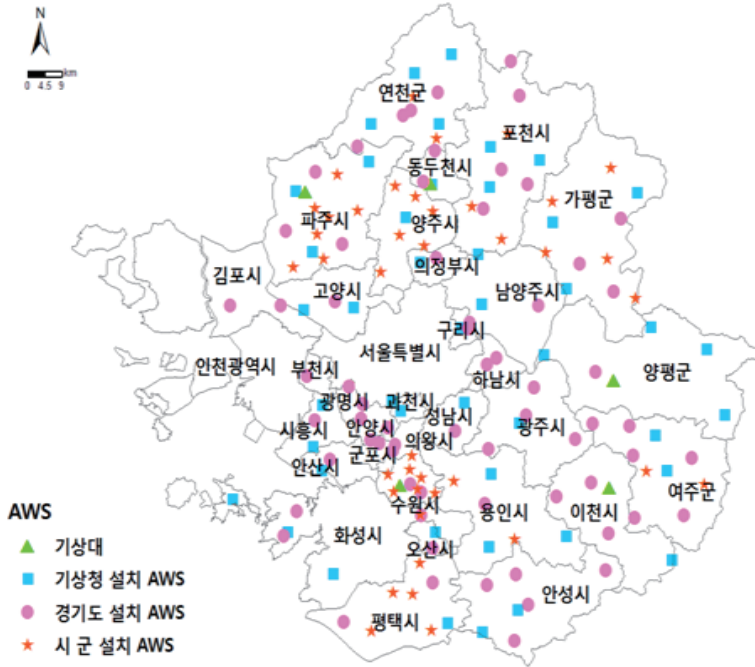 N
0 4.5 9 km
연천군
포천시
동두천시
가평군
파주시
양주시
의정부시
김포시
고양시
남양주시
구리시
서울특별시
인천광역시
부천시
하남시
양평군
광명시
과천시
성남시
시흥시
안양시
광주시
의왕시
군포시
안산시
여주군
수원시
용인시
이천시
화성시
오산시
안성시
평택시
AWS
기상대
기상청 설치 AWS
경기도 설치 AWS
시 군 설치 AWS